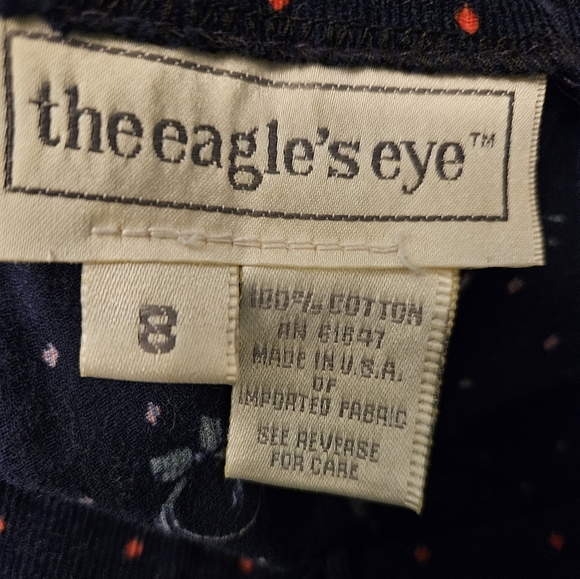 the eagle's eye™
8
100% COTTON
RN 61647
MADE IN U.S.A.
OF
IMPORTED FABRIC
SEE REVERSE
FOR CARE